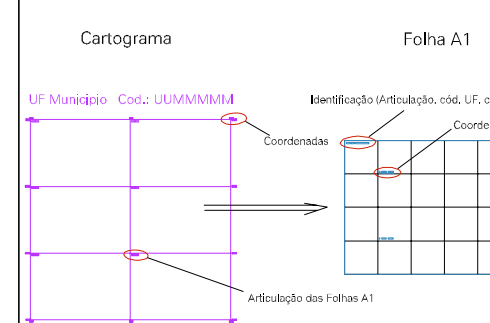 Cartograma
Folha A1
UF Município Cod.: UUMMMMM
Identificação (Articulação, cód. UF, c
Coorde
Coordenadas
Articulação das Folhas A1